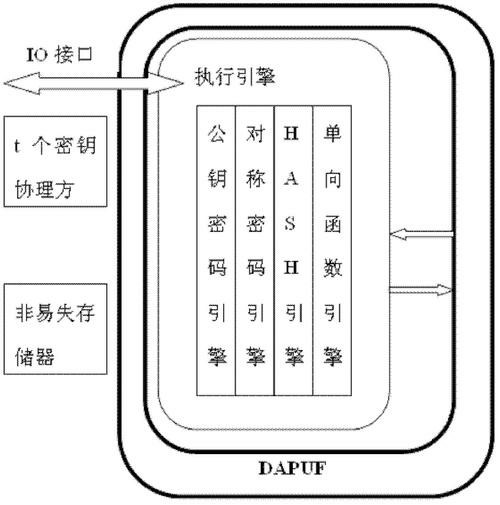 IO 接口
执行引擎
t 个密钥
协理方
非易失存
储器
公钥密码引擎
对称密码引擎
HASH引擎
单向函数引擎
DAPUF